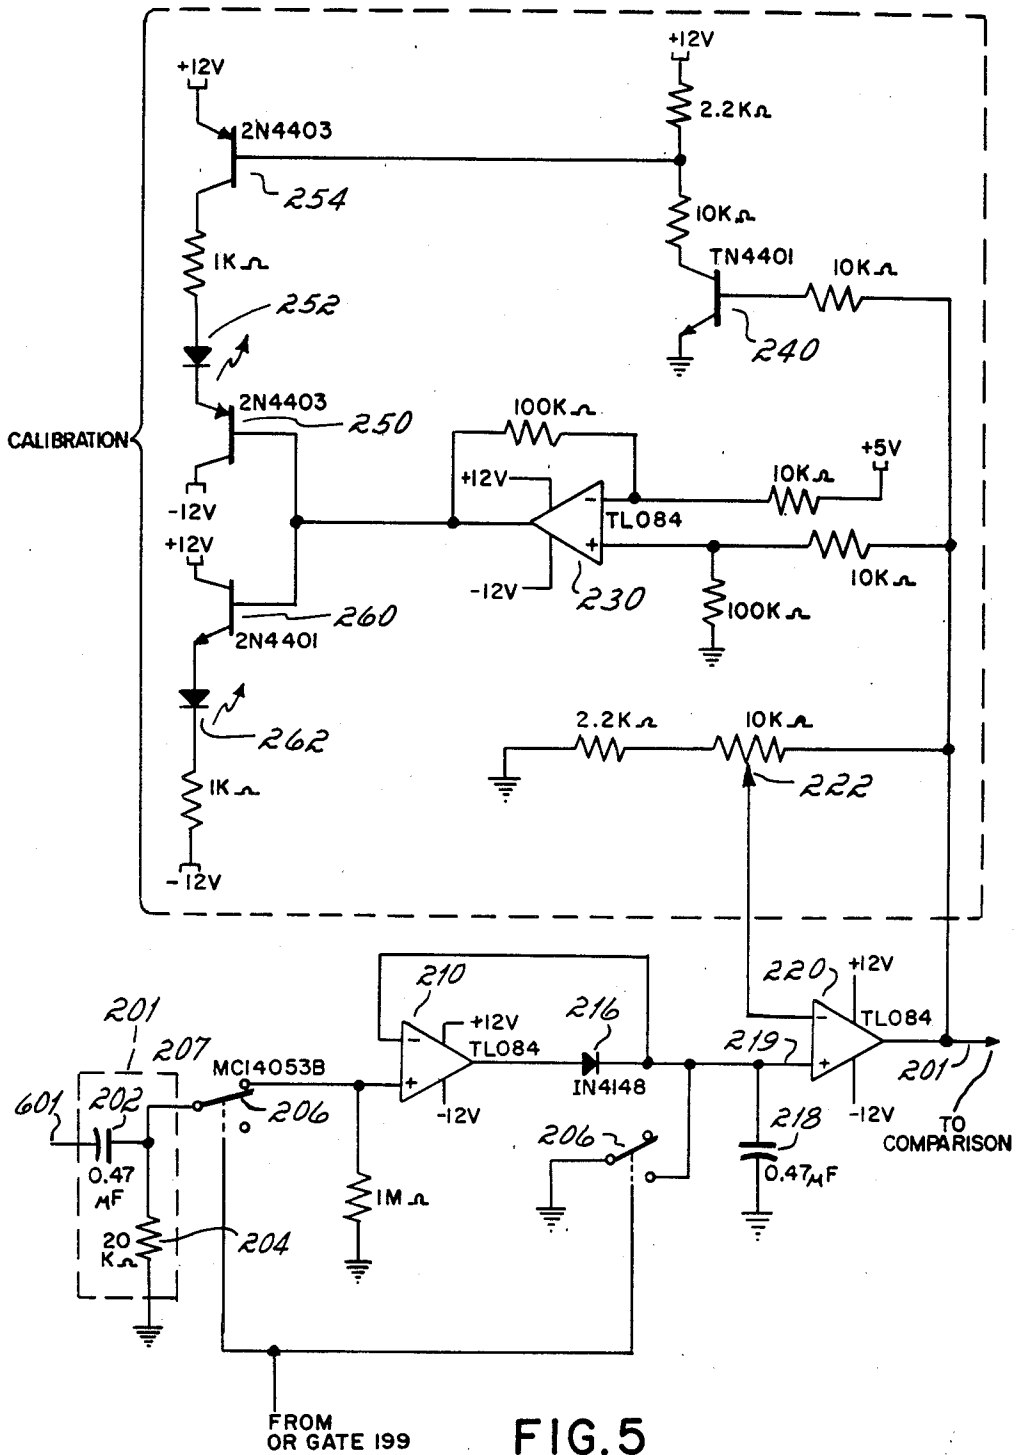 +12V
+12V
2N4403
2.2KΩ
254
10KΩ
TN4401
1KΩ
10KΩ
252
240
2N4403
250
100KΩ
CALIBRATION
+5V
+12V
10KΩ
-12V
TL084
+12V
-12V
230
10KΩ
260
100KΩ
2N4401
262
2.2KΩ
10KΩ
1KΩ
222
-12V
210
220
+12V
201
216
TL084
207
+12V
TL084
219
MC14053B
201
601
202
206
-12V
IN4148
-12V
206
218
TO
COMPARISON
0.47
μF
0.47μF
1MΩ
20
KΩ
204
FROM
OR GATE 199
FIG.5